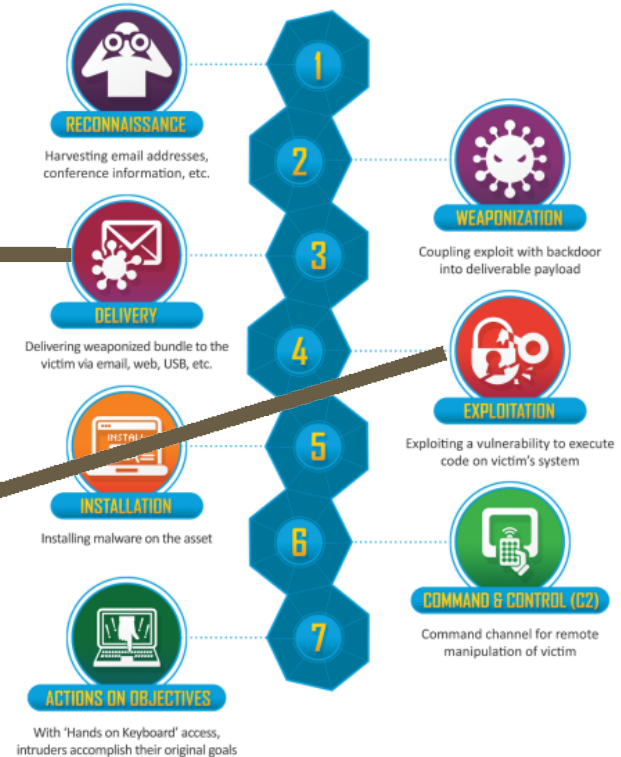 1
RECONNAISSANCE
Harvesting email addresses,
conference information, etc.
2
WEAPONIZATION
Coupling exploit with backdoor
into deliverable payload
3
DELIVERY
Delivering weaponized bundle to the
victim via email, web, USB, etc.
4
EXPLOITATION
Exploiting a vulnerability to execute
code on victim's system
5
INSTALLATION
Installing malware on the asset
6
COMMAND & CONTROL (C2)
Command channel for remote
manipulation of victim
7
ACTIONS ON OBJECTIVES
With ‘Hands on Keyboard’ access,
intruders accomplish their original goals